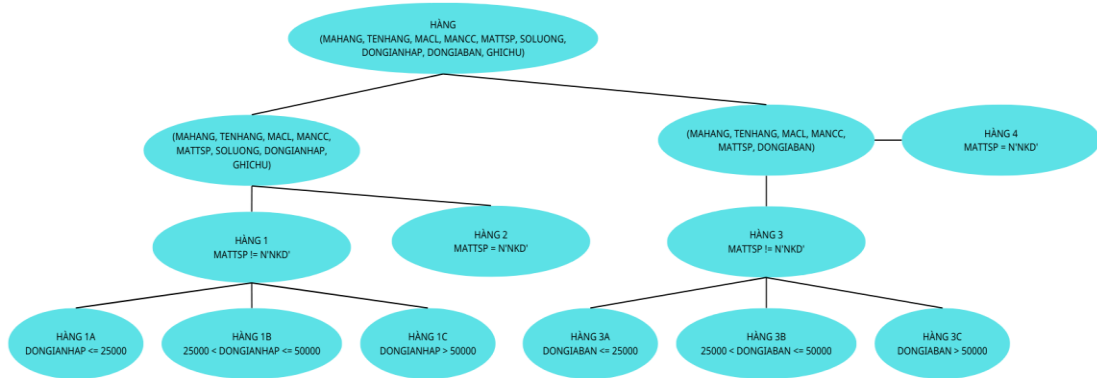 HÀNG
(MAHANG, TENHANG, MACL, MANCC, MATTSP, SOLUONG,
DONGIANHAP, DONGIABAN, GHICHU)
(MAHANG, TENHANG, MACL, MANCC,
MATTSP, SOLUONG, DONGIANHAP,
GHICHU)
(MAHANG, TENHANG, MACL, MANCC,
MATTSP, DONGIABAN)
HÀNG 4
MATTSP = N'NKD'
HÀNG 1
MATTSP != N'NKD'
HÀNG 2
MATTSP = N'NKD'
HÀNG 3
MATTSP != N'NKD'
HÀNG 1A
DONGIANHAP <= 25000
HÀNG 1B
25000 < DONGIANHAP <= 50000
HÀNG 1C
DONGIANHAP > 50000
HÀNG 3A
DONGIABAN <= 25000
HÀNG 3B
25000 < DONGIABAN <= 50000
HÀNG 3C
DONGIABAN > 50000